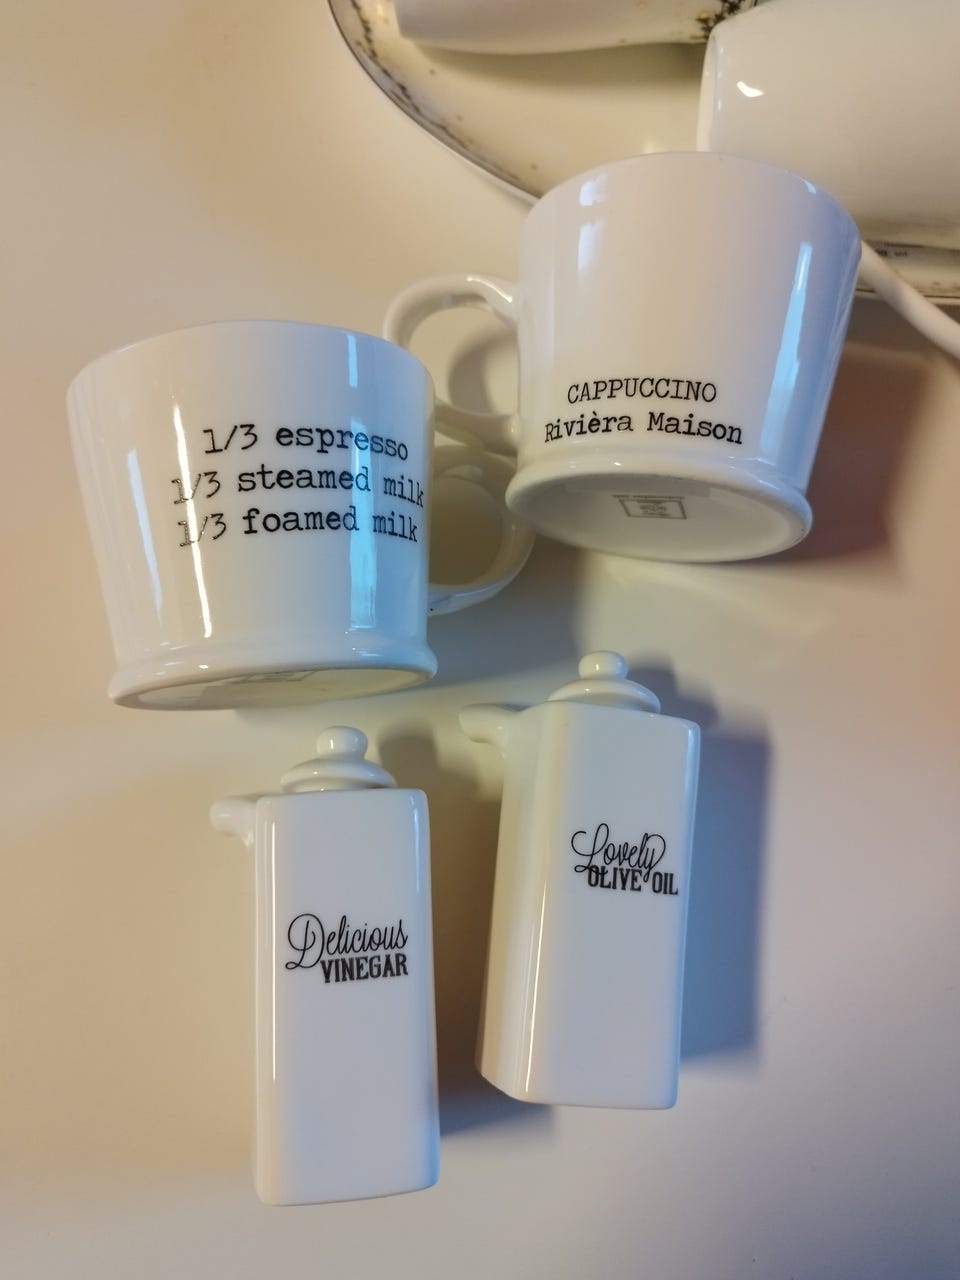 1/3 espresso
1/3 steamed milk
1/3 foamed milk
CAPPUCCINO
Rivièra Maison
Delicious
VINEGAR
Lovely
OLIVE OIL